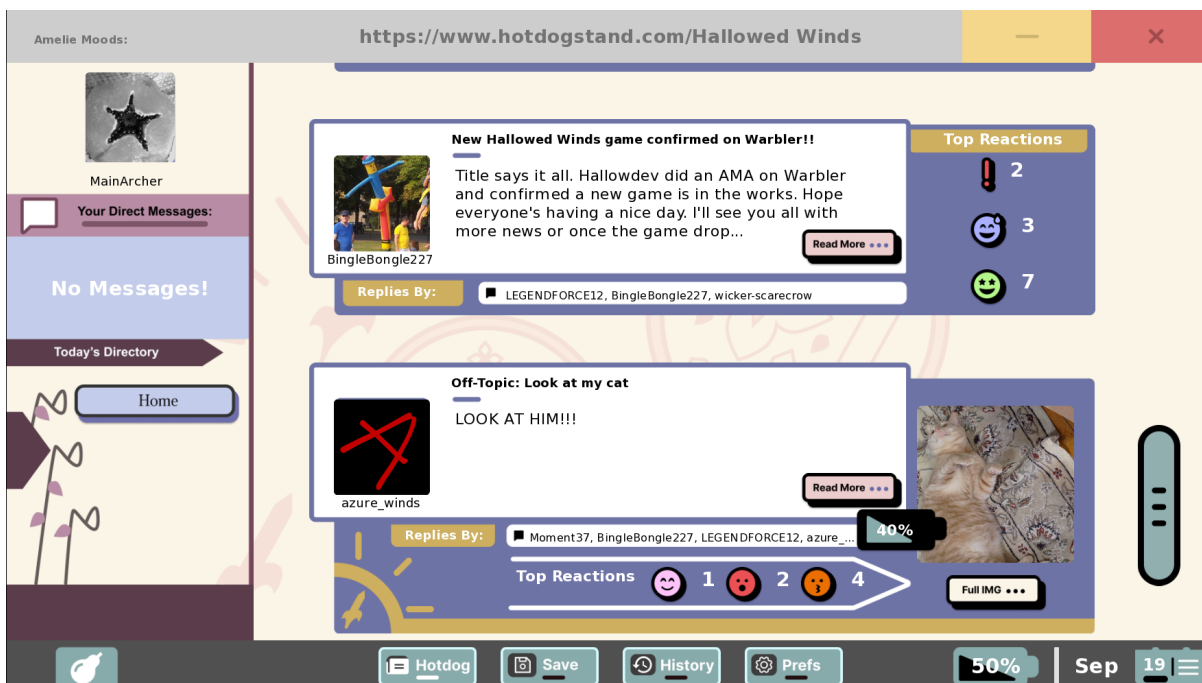 Amelie Moods:
https://www.hotdogstand.com/Hallowed Winds
MainArcher
Your Direct Messages:
No Messages!
Today's Directory
Home
New Hallowed Winds game confirmed on Warbler!!
Title says it all. Hallowdev did an AMA on Warbler
and confirmed a new game is in the works. Hope
everyone's having a nice day. I'll see you all with
more news or once the game drop...
Read More
BingleBongle227
Replies By:
LEGENDFORCE12, BingleBongle227, wicker-scarecrow
Top Reactions
2
3
7
Off-Topic: Look at my cat
LOOK AT HIM!!!
Read More
azure_winds
Replies By:
Moment37, BingleBongle227, LEGENDFORCE12, azure_...
40%
Top Reactions
1
2
4
Full IMG
Hotdog
Save
History
Prefs
50%
Sep
19